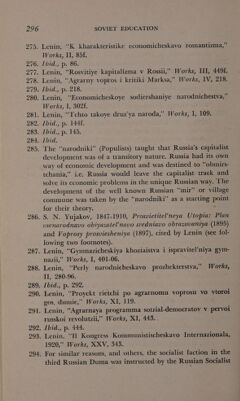 296 SOVIET EDUCATION
275. Lenin, "K kharakteristike economicheskavo romantizma,"
Works, II, 85f.
276. Ibid., p. 86.
277. Lenin, "Rosvitiye kapitalizma v Rossii," Works, III, 449f.
278. Lenin, "Agrarny vopros i kritiki Marksa," Works, IV, 218.
279. Ibid., p. 218.
280. Lenin, "Economicheskoye sodierzhaniye narodnichestva,"
Works, I, 302f.
281. Lenin, "Tchto takoye druz'ya naroda," Works, I, 109.
282. Ibid., p. 144f.
283. Ibid., p. 145.
284. Ibid.
285. The "narodniki" (Populists) taught that Russia's capitalist
development was of a transitory nature. Russia had its own
way of economic development and was destined to "obshts-
tchania," i.e. Russia would leave the capitalist track and
solve its economic problems in the unique Russian way. The
development of the well known Russian "mir" or village
commune was taken by the "narodniki" as a starting point
for their theory.
286. S. N. Yujakov, 1847-1910, Prosvietitel'neya Utopia: Plan
vsenarodnavo obiyazatel'navo sredniavo obrazovaniya (1895)
and Voprosy prosvishcheniya (1897), cited by Lenin (see fol-
lowing two footnotes).
287. Lenin, "Gymnazicheskiya khoziaistva i ispravitel'niya gym-
nazii," Works, I, 401-06.
288. Lenin, "Perly narodnicheskavo prozhekterstva," Works,
II, 280-96.
289. Ibid., p. 292.
290. Lenin, "Proyekt rietchi po agrarnomu voprosu vo vtoroi
gos. dumie," Works, XI, 119.
291. Lenin, "Agrarnaya programma sotzial-democratov v pervoi
russkoi revolutzii," Works, XI, 443.
292. Ibid., p. 444.
293. Lenin, "II Kongress Kommunistischeskavo Internazionala,
1920," Works, XXV, 343.
294. For similar reasons, and others, the socialist faction in the
third Russian Duma was instructed by the Russian Socialist